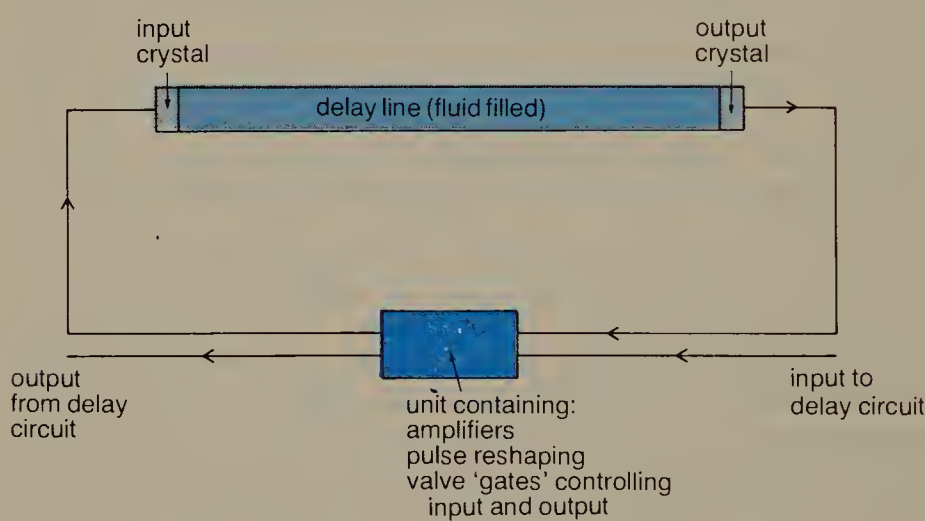 input
crystal
output
crystal
delay line (fluid filled)
output
from delay
circuit
unit containing:
amplifiers
pulse reshaping
valve 'gates' controlling
input and output
input to
delay circuit